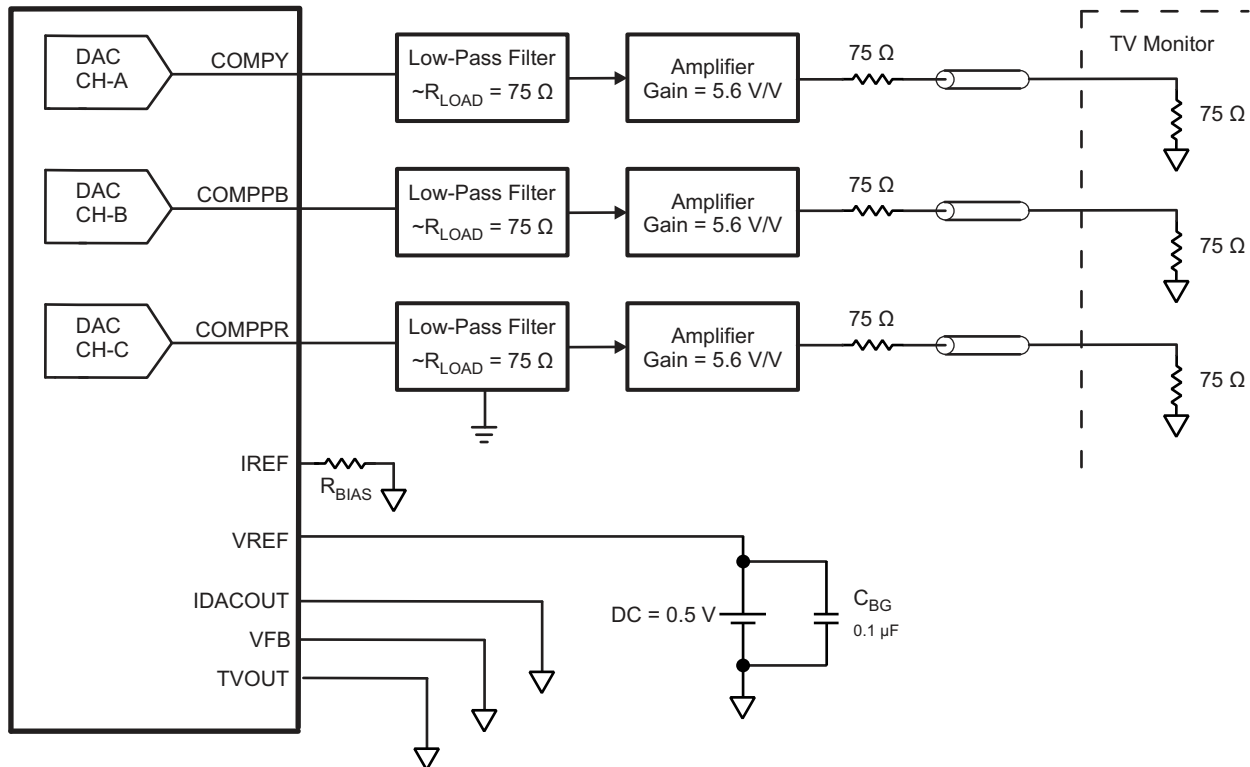 DAC
CH-A
COMPY
Low-Pass Filter
~R_LOAD = 75 Ω
Amplifier
Gain = 5.6 V/V
75 Ω
TV Monitor
75 Ω
DAC
CH-B
COMPPB
Low-Pass Filter
~R_LOAD = 75 Ω
Amplifier
Gain = 5.6 V/V
75 Ω
75 Ω
DAC
CH-C
COMPPR
Low-Pass Filter
~R_LOAD = 75 Ω
Amplifier
Gain = 5.6 V/V
75 Ω
75 Ω
IREF
R_BIAS
VREF
IDACOUT
DC = 0.5 V
C_BG
0.1 µF
VFB
TVOUT